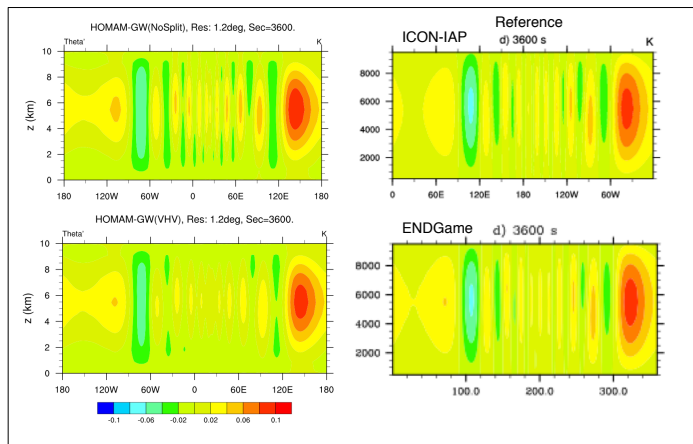 HOMAM-GW(NoSplit), Res: 1.2deg, Sec=3600.
Theta' K
10
8
6
4
2
0
z (km)
180 120W 60W 0 60E 120E 180
HOMAM-GW(VHV), Res: 1.2deg, Sec=3600.
Theta' K
10
8
6
4
2
0
z (km)
180 120W 60W 0 60E 120E 180
-0.1 -0.06 -0.02 0.02 0.06 0.1
Reference
ICON-IAP
d) 3600 s K
8000
6000
4000
2000
0 60E 120E 180 120W 60W
ENDGame d) 3600 s
8000
6000
4000
2000
100.0 200.0 300.0